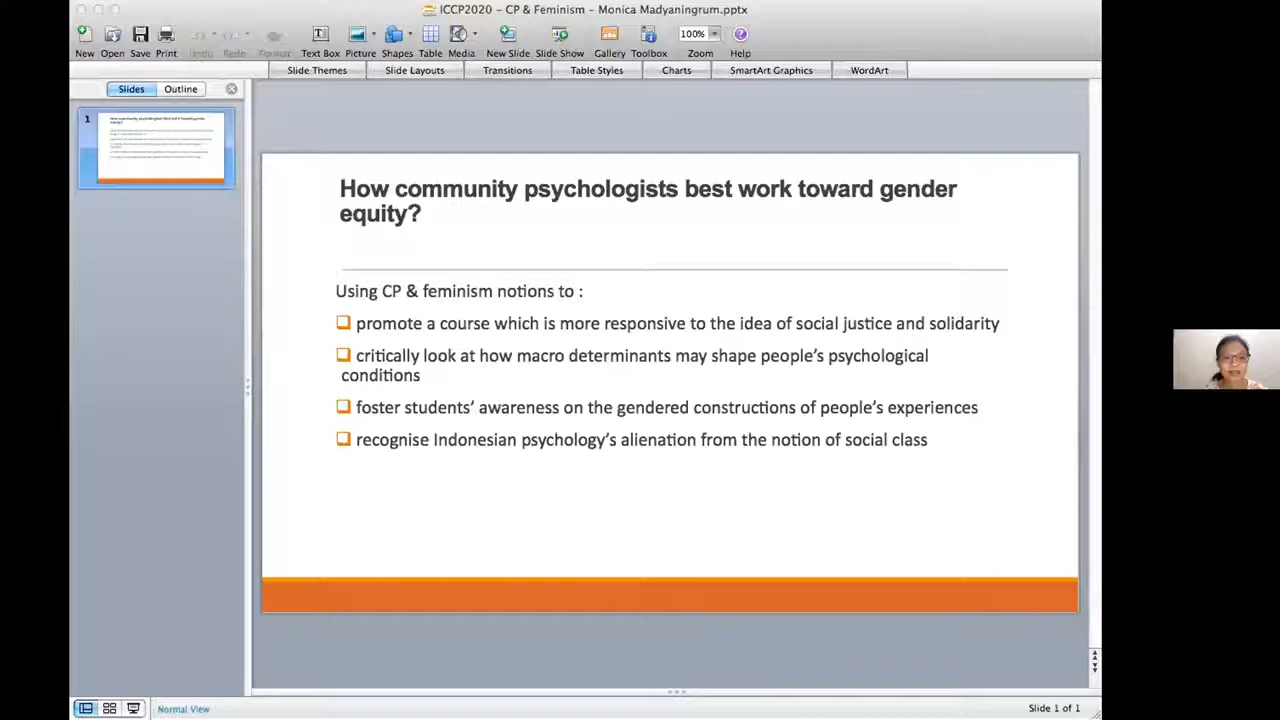 ICCP2020 - CP & Feminism - Monica Madyaningrum.pptx
New Open Save Print Undo Redo Format Text Box Picture Shapes Table Media New Slide Slide Show Gallery Toolbox 100% Zoom Help
Slide Themes Slide Layouts Transitions Table Styles Charts SmartArt Graphics WordArt
Slides Outline
1
How community psychologists best work toward gender
equity?
Using CP & feminism notions to :
promote a course which is more responsive to the idea of social justice and solidarity
critically look at how macro determinants may shape people's psychological
conditions
foster students' awareness on the gendered constructions of people's experiences
recognise Indonesian psychology's alienation from the notion of social class
Normal View
Slide 1 of 1